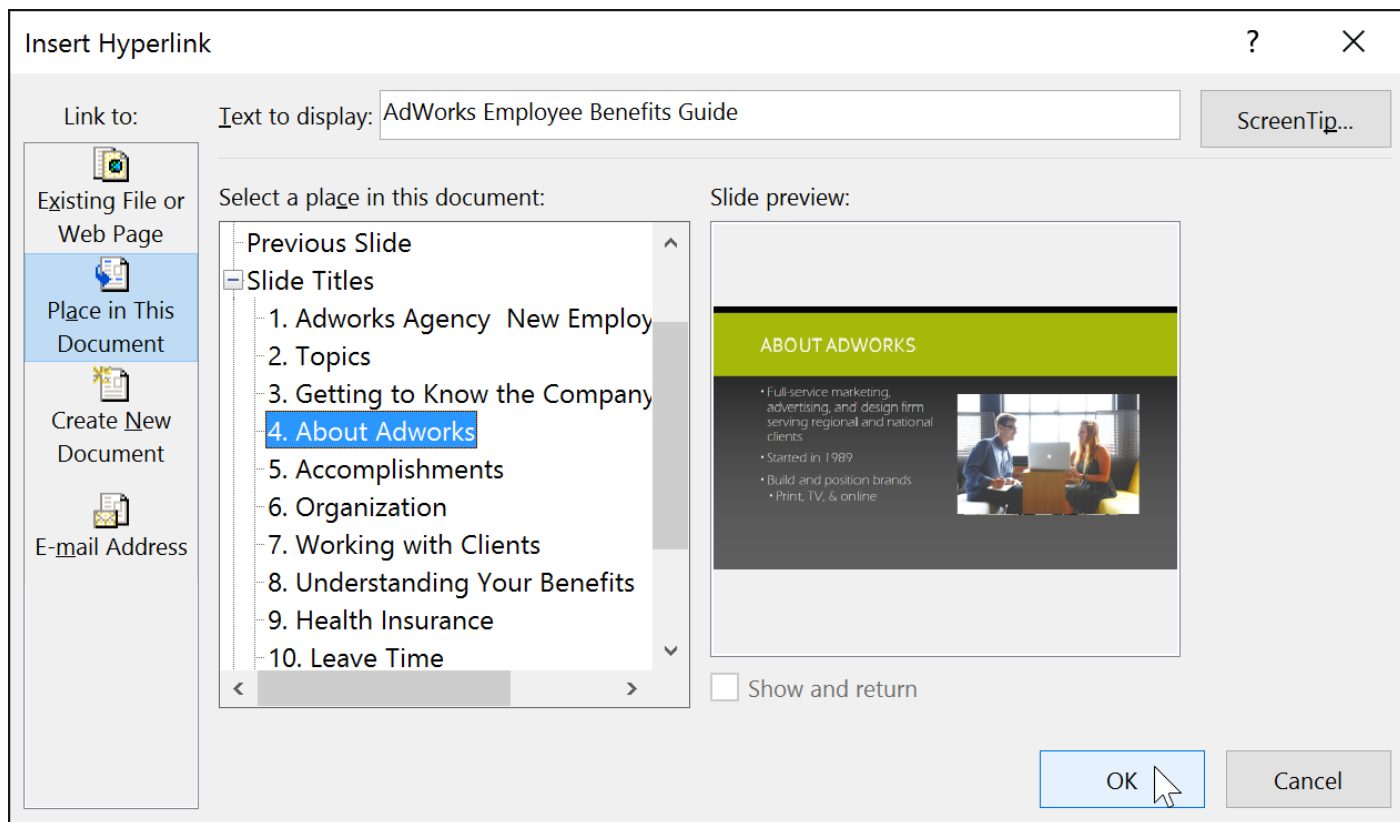 Insert Hyperlink
?
Link to:
Text to display:
AdWorks Employee Benefits Guide
ScreenTip...
Existing File or
Web Page
Place in This
Document
Create New
Document
E-mail Address
Select a place in this document:
Previous Slide
Slide Titles
1. Adworks Agency  New Employ
2. Topics
3. Getting to Know the Company
4. About Adworks
5. Accomplishments
6. Organization
7. Working with Clients
8. Understanding Your Benefits
9. Health Insurance
10. Leave Time
Slide preview:
ABOUT ADWORKS
• Full-service marketing,
advertising, and design firm
serving regional and national
clients
• Started in 1989
• Build and position brands
• Print, TV, & online
Show and return
OK
Cancel